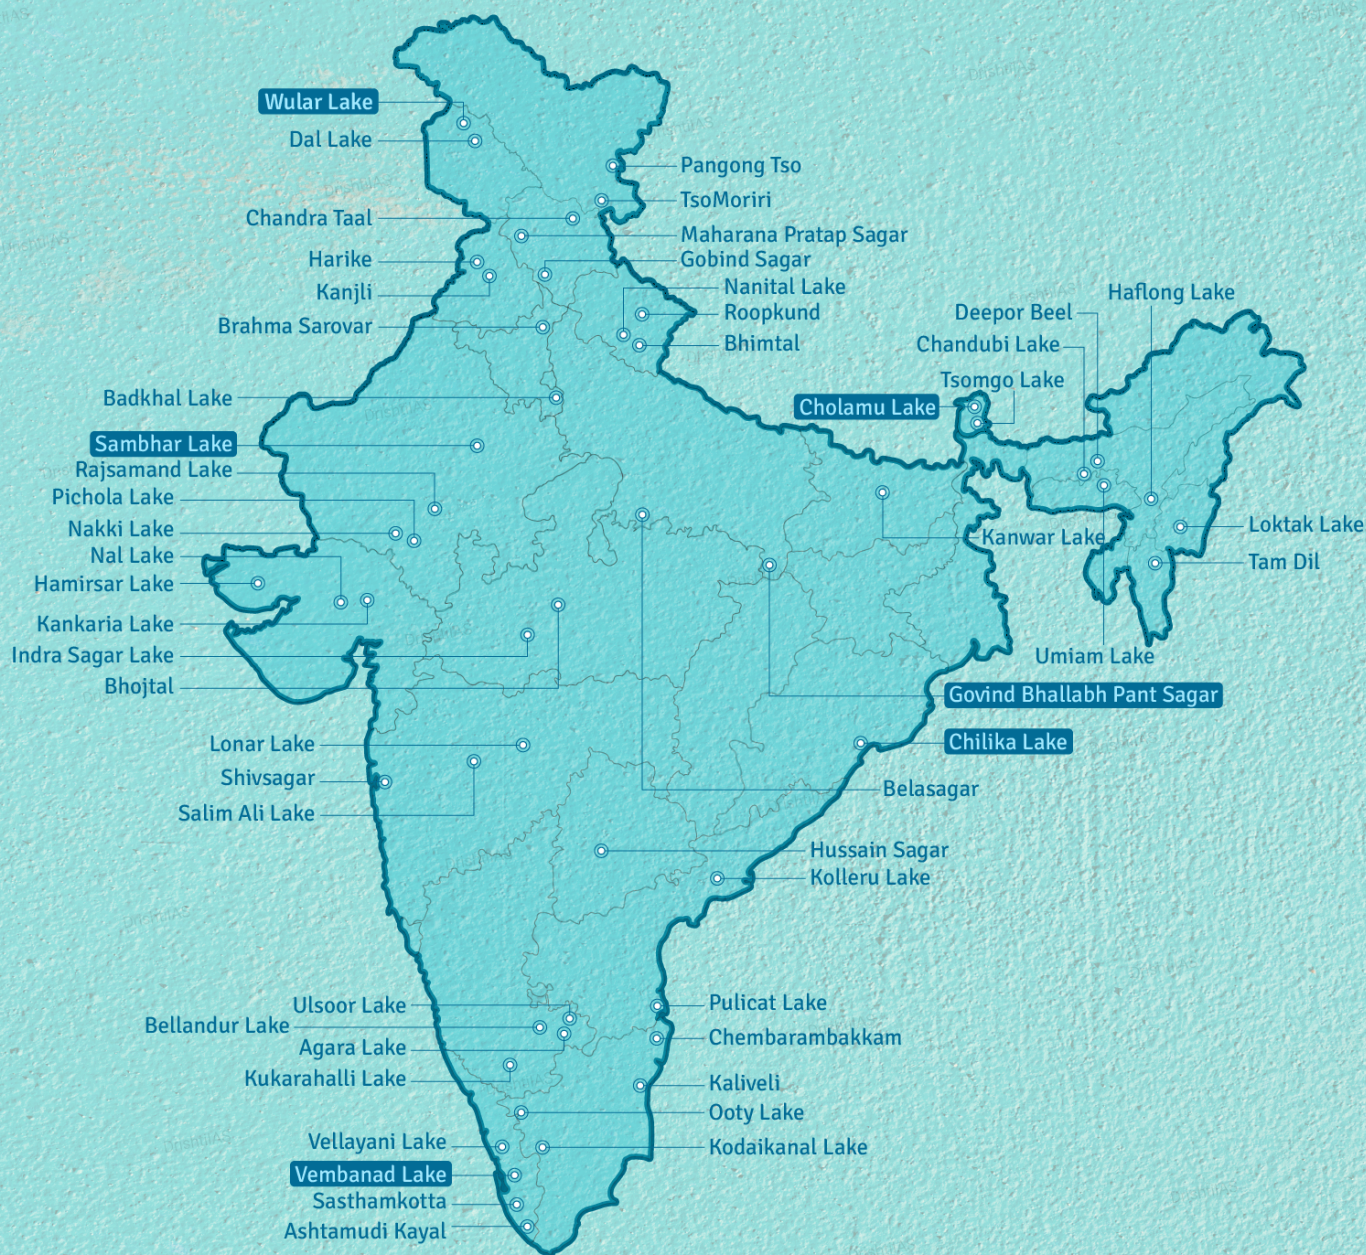 Wular Lake
Dal Lake
Pangong Tso
TsoMoriri
Chandra Taal
Maharana Pratap Sagar
Harike
Gobind Sagar
Kanjli
Nanital Lake
Haflong Lake
Brahma Sarovar
Roopkund
Deepor Beel
Bhimtal
Chandubi Lake
Tsomgo Lake
Badkhal Lake
Cholamu Lake
Sambhar Lake
Rajsamand Lake
Pichola Lake
Nakki Lake
Loktak Lake
Kanwar Lake
Nal Lake
Tam Dil
Hamirsar Lake
Kankaria Lake
Indra Sagar Lake
Umiam Lake
Bhojtal
Govind Bhallabh Pant Sagar
Lonar Lake
Chilika Lake
Shivsagar
Belasagar
Salim Ali Lake
Hussain Sagar
Kolleru Lake
Ulsoor Lake
Pulicat Lake
Bellandur Lake
Chembarambakkam
Agara Lake
Kukarahalli Lake
Kaliveli
Ooty Lake
Vellayani Lake
Kodaikanal Lake
Vembanad Lake
Sasthamkotta
Ashtamudi Kayal